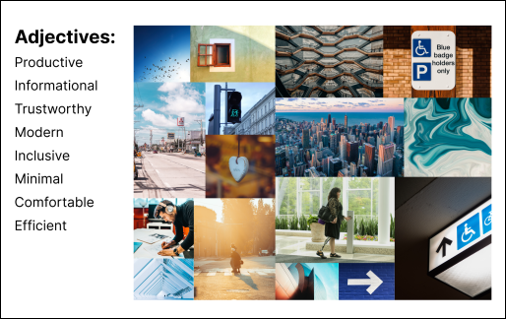 Adjectives:
Productive
Informational
Trustworthy
Modern
Inclusive
Minimal
Comfortable
Efficient
Blue
badge
holders
only
P